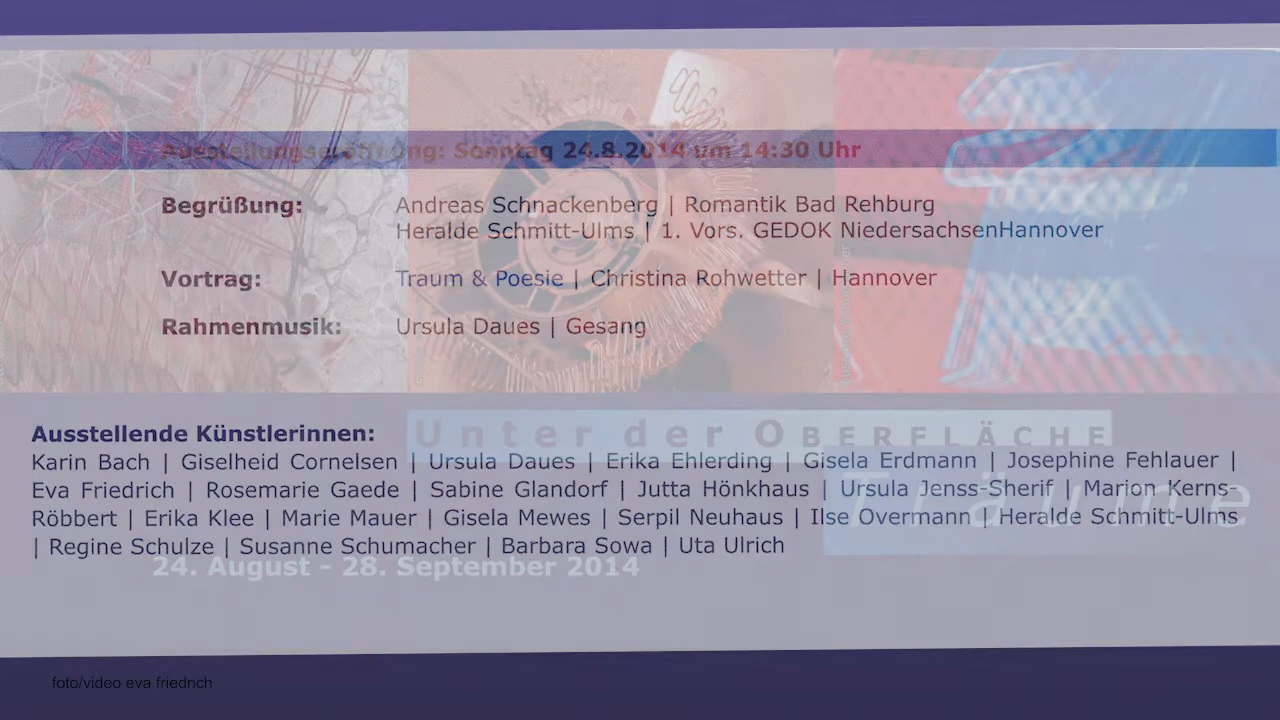 Ausstellungseröffnung: Sonntag 24.8.2014 um 14:30 Uhr
Begrüßung: Andreas Schnackenberg | Romantik Bad Rehburg
Heralde Schmitt-Ulms | 1. Vors. GEDOK NiedersachsenHannover
Vortrag: Traum & Poesie | Christina Rohwetter | Hannover
Rahmenmusik: Ursula Daues | Gesang
Unter der OBERFLÄCHE
Träume
Ausstellende Künstlerinnen:
Karin Bach | Giselheid Cornelsen | Ursula Daues | Erika Ehlerding | Gisela Erdmann | Josephine Fehlauer |
Eva Friedrich | Rosemarie Gaede | Sabine Glandorf | Jutta Hönkhaus | Ursula Jenss-Sherif | Marion Kerns-
Röbbert | Erika Klee | Marie Mauer | Gisela Mewes | Serpil Neuhaus | Ilse Overmann | Heralde Schmitt-Ulms
| Regine Schulze | Susanne Schumacher | Barbara Sowa | Uta Ulrich
24. August - 28. September 2014
foto/video eva friedrich